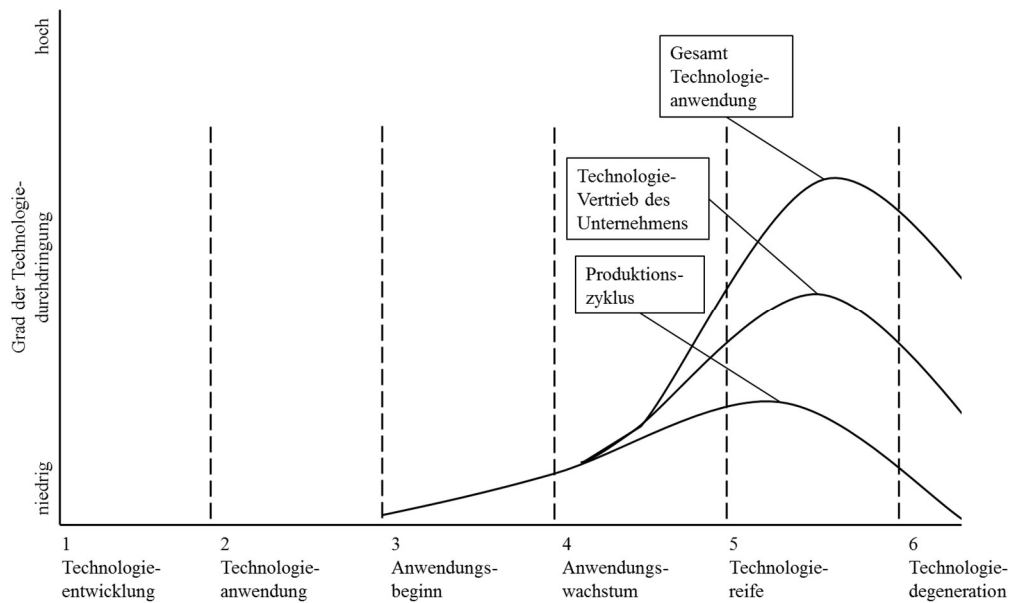 hoch
Gesamt
Technologie-
anwendung
Technologie-
Vertrieb des
Unternehmens
Produktions-
zyklus
Grad der Technologie-
durchdringung
niedrig
1
Technologie-
entwicklung
2
Technologie-
anwendung
3
Anwendungs-
beginn
4
Anwendungs-
wachstum
5
Technologie-
reife
6
Technologie-
degeneration